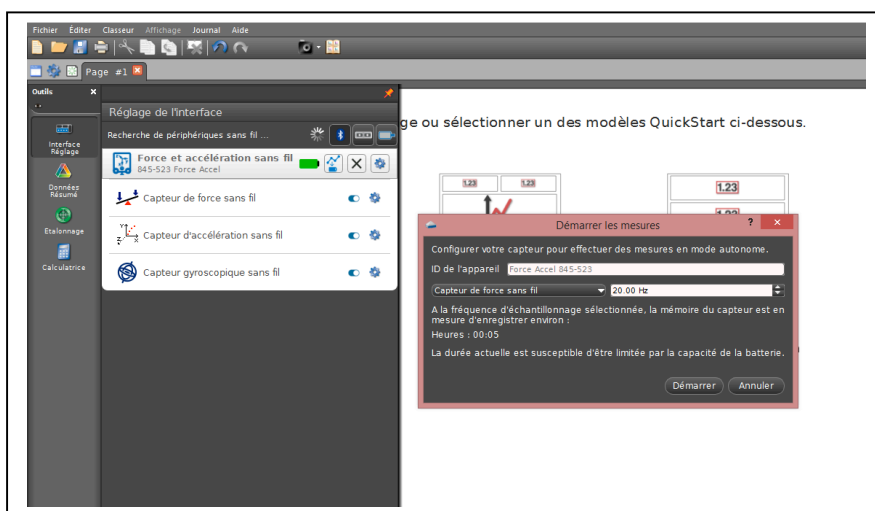 Fichier Éditer Classeur Affichage Journal Aide
Page #1
Outils
Réglage de l'interface
Recherche de périphériques sans fil ...
Interface
Réglage
Données
Résumé
Etalonnage
Calculatrice
Force et accélération sans fil
845-523 Force Accel
Capteur de force sans fil
Capteur d'accélération sans fil
Capteur gyroscopique sans fil
ge ou sélectionner un des modèles QuickStart ci-dessous.
1.23 1.23
1.23
Démarrer les mesures
Configurer votre capteur pour effectuer des mesures en mode autonome.
ID de l'appareil Force Accel 845-523
Capteur de force sans fil 20.00 Hz
A la fréquence d'échantillonnage sélectionnée, la mémoire du capteur est en
mesure d'enregistrer environ :
Heures : 00:05
La durée actuelle est susceptible d'être limitée par la capacité de la batterie.
Démarrer Annuler